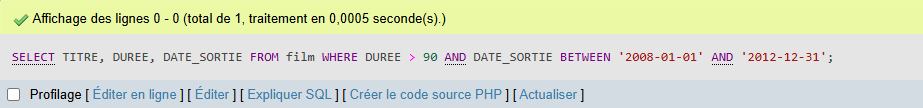 Affichage des lignes 0 - 0 (total de 1, traitement en 0,0005 seconde(s).)
SELECT TITRE, DUREE, DATE_SORTIE FROM film WHERE DUREE > 90 AND DATE_SORTIE BETWEEN '2008-01-01' AND '2012-12-31';
Profilage [ Éditer en ligne ] [ Éditer ] [ Expliquer SQL ] [ Créer le code source PHP ] [ Actualiser ]